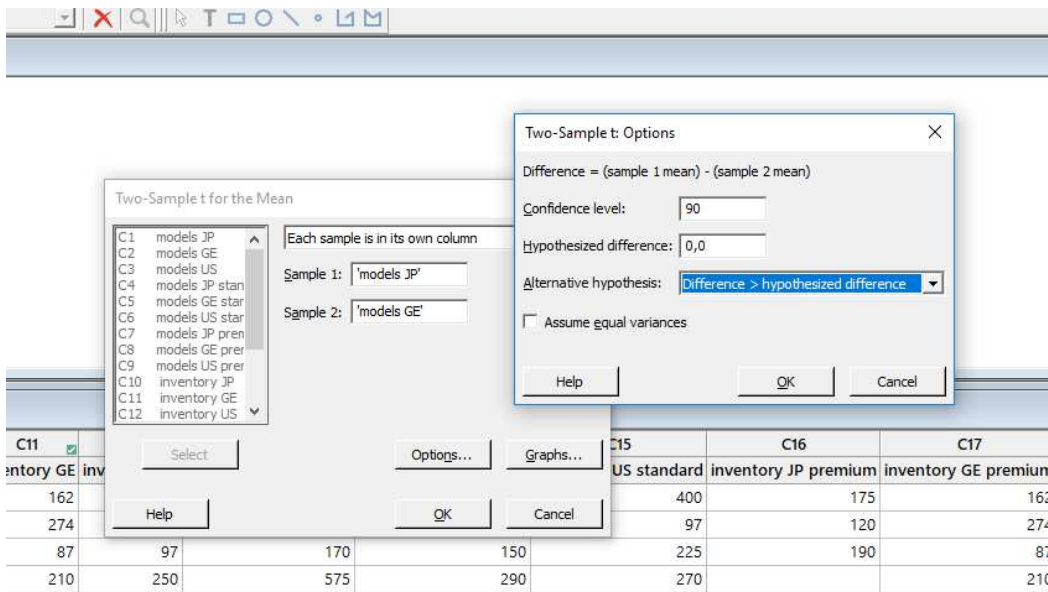 T
Two-Sample t: Options
Difference = (sample 1 mean) - (sample 2 mean)
Confidence level: 90
Hypothesized difference: 0,0
Alternative hypothesis: Difference > hypothesized difference
Assume equal variances
Help OK Cancel
Two-Sample t for the Mean
C1 models JP
C2 models GE
C3 models US
C4 models JP stan
C5 models GE star
C6 models US star
C7 models JP pren
C8 models GE prer
C9 models US prer
C10 inventory JP
C11 inventory GE
C12 inventory US
Each sample is in its own column
Sample 1: 'models JP'
Sample 2: 'models GE'
Select Options... Graphs...
Help OK Cancel
C11 C15 C16 C17
entory GE inv US standard inventory JP premium inventory GE premium
162 400 175 162
274 97 120 274
87 97 170 150 225 190 87
210 250 575 290 270 210